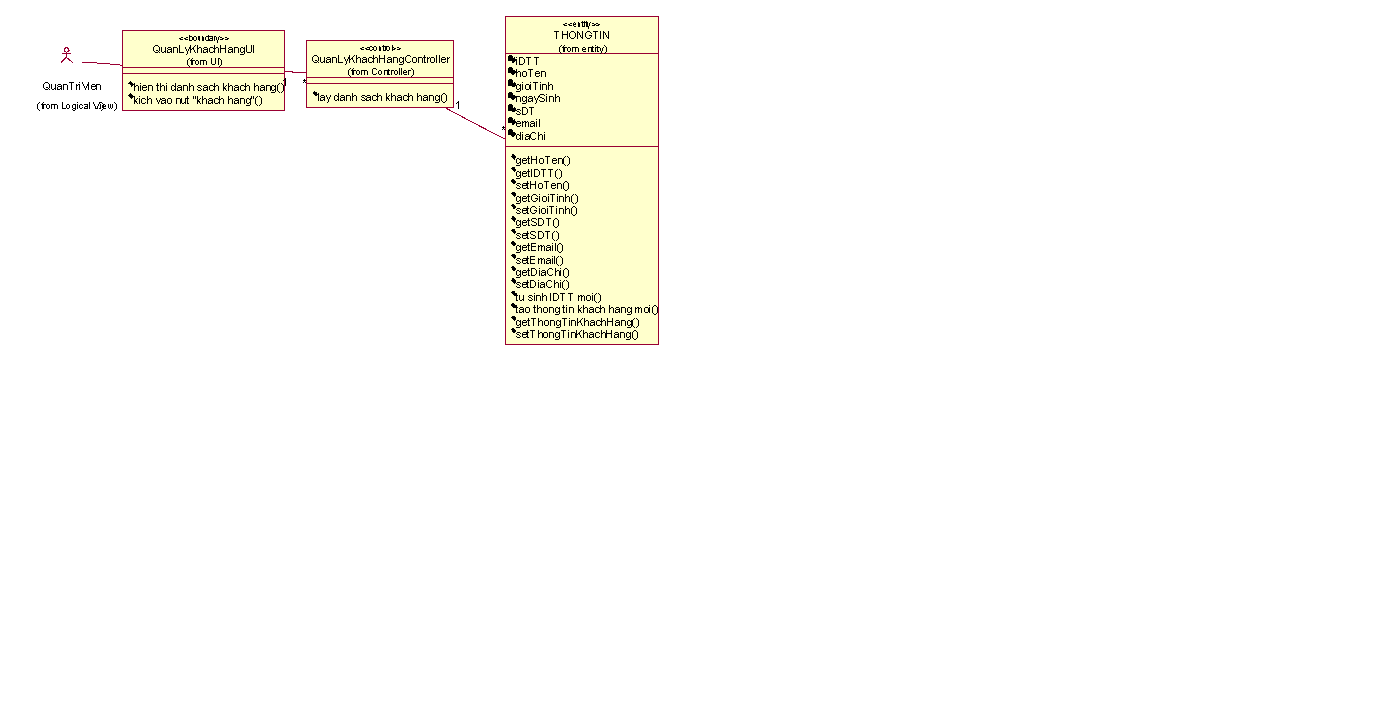 QuanTriVien
(from Logical View)
<<boundary>>
QuanLyKhachHangUI
(from UI)
hien thi danh sach khach hang()
kich vao nut "khach hang"()
1
*
<<control>>
QuanLyKhachHangController
(from Controller)
lay danh sach khach hang()
1
*
<<entity>>
THONGTIN
(from entity)
IDTT
hoTen
gioiTinh
ngaySinh
sDT
email
diaChi
getHoTen()
getIDTT()
setHoTen()
getGioiTinh()
setGioiTinh()
getSDT()
setSDT()
getEmail()
setEmail()
getDiaChi()
setDiaChi()
tu sinh IDTT moi()
tao thong tin khach hang moi()
getThongTinKhachHang()
setThongTinKhachHang()